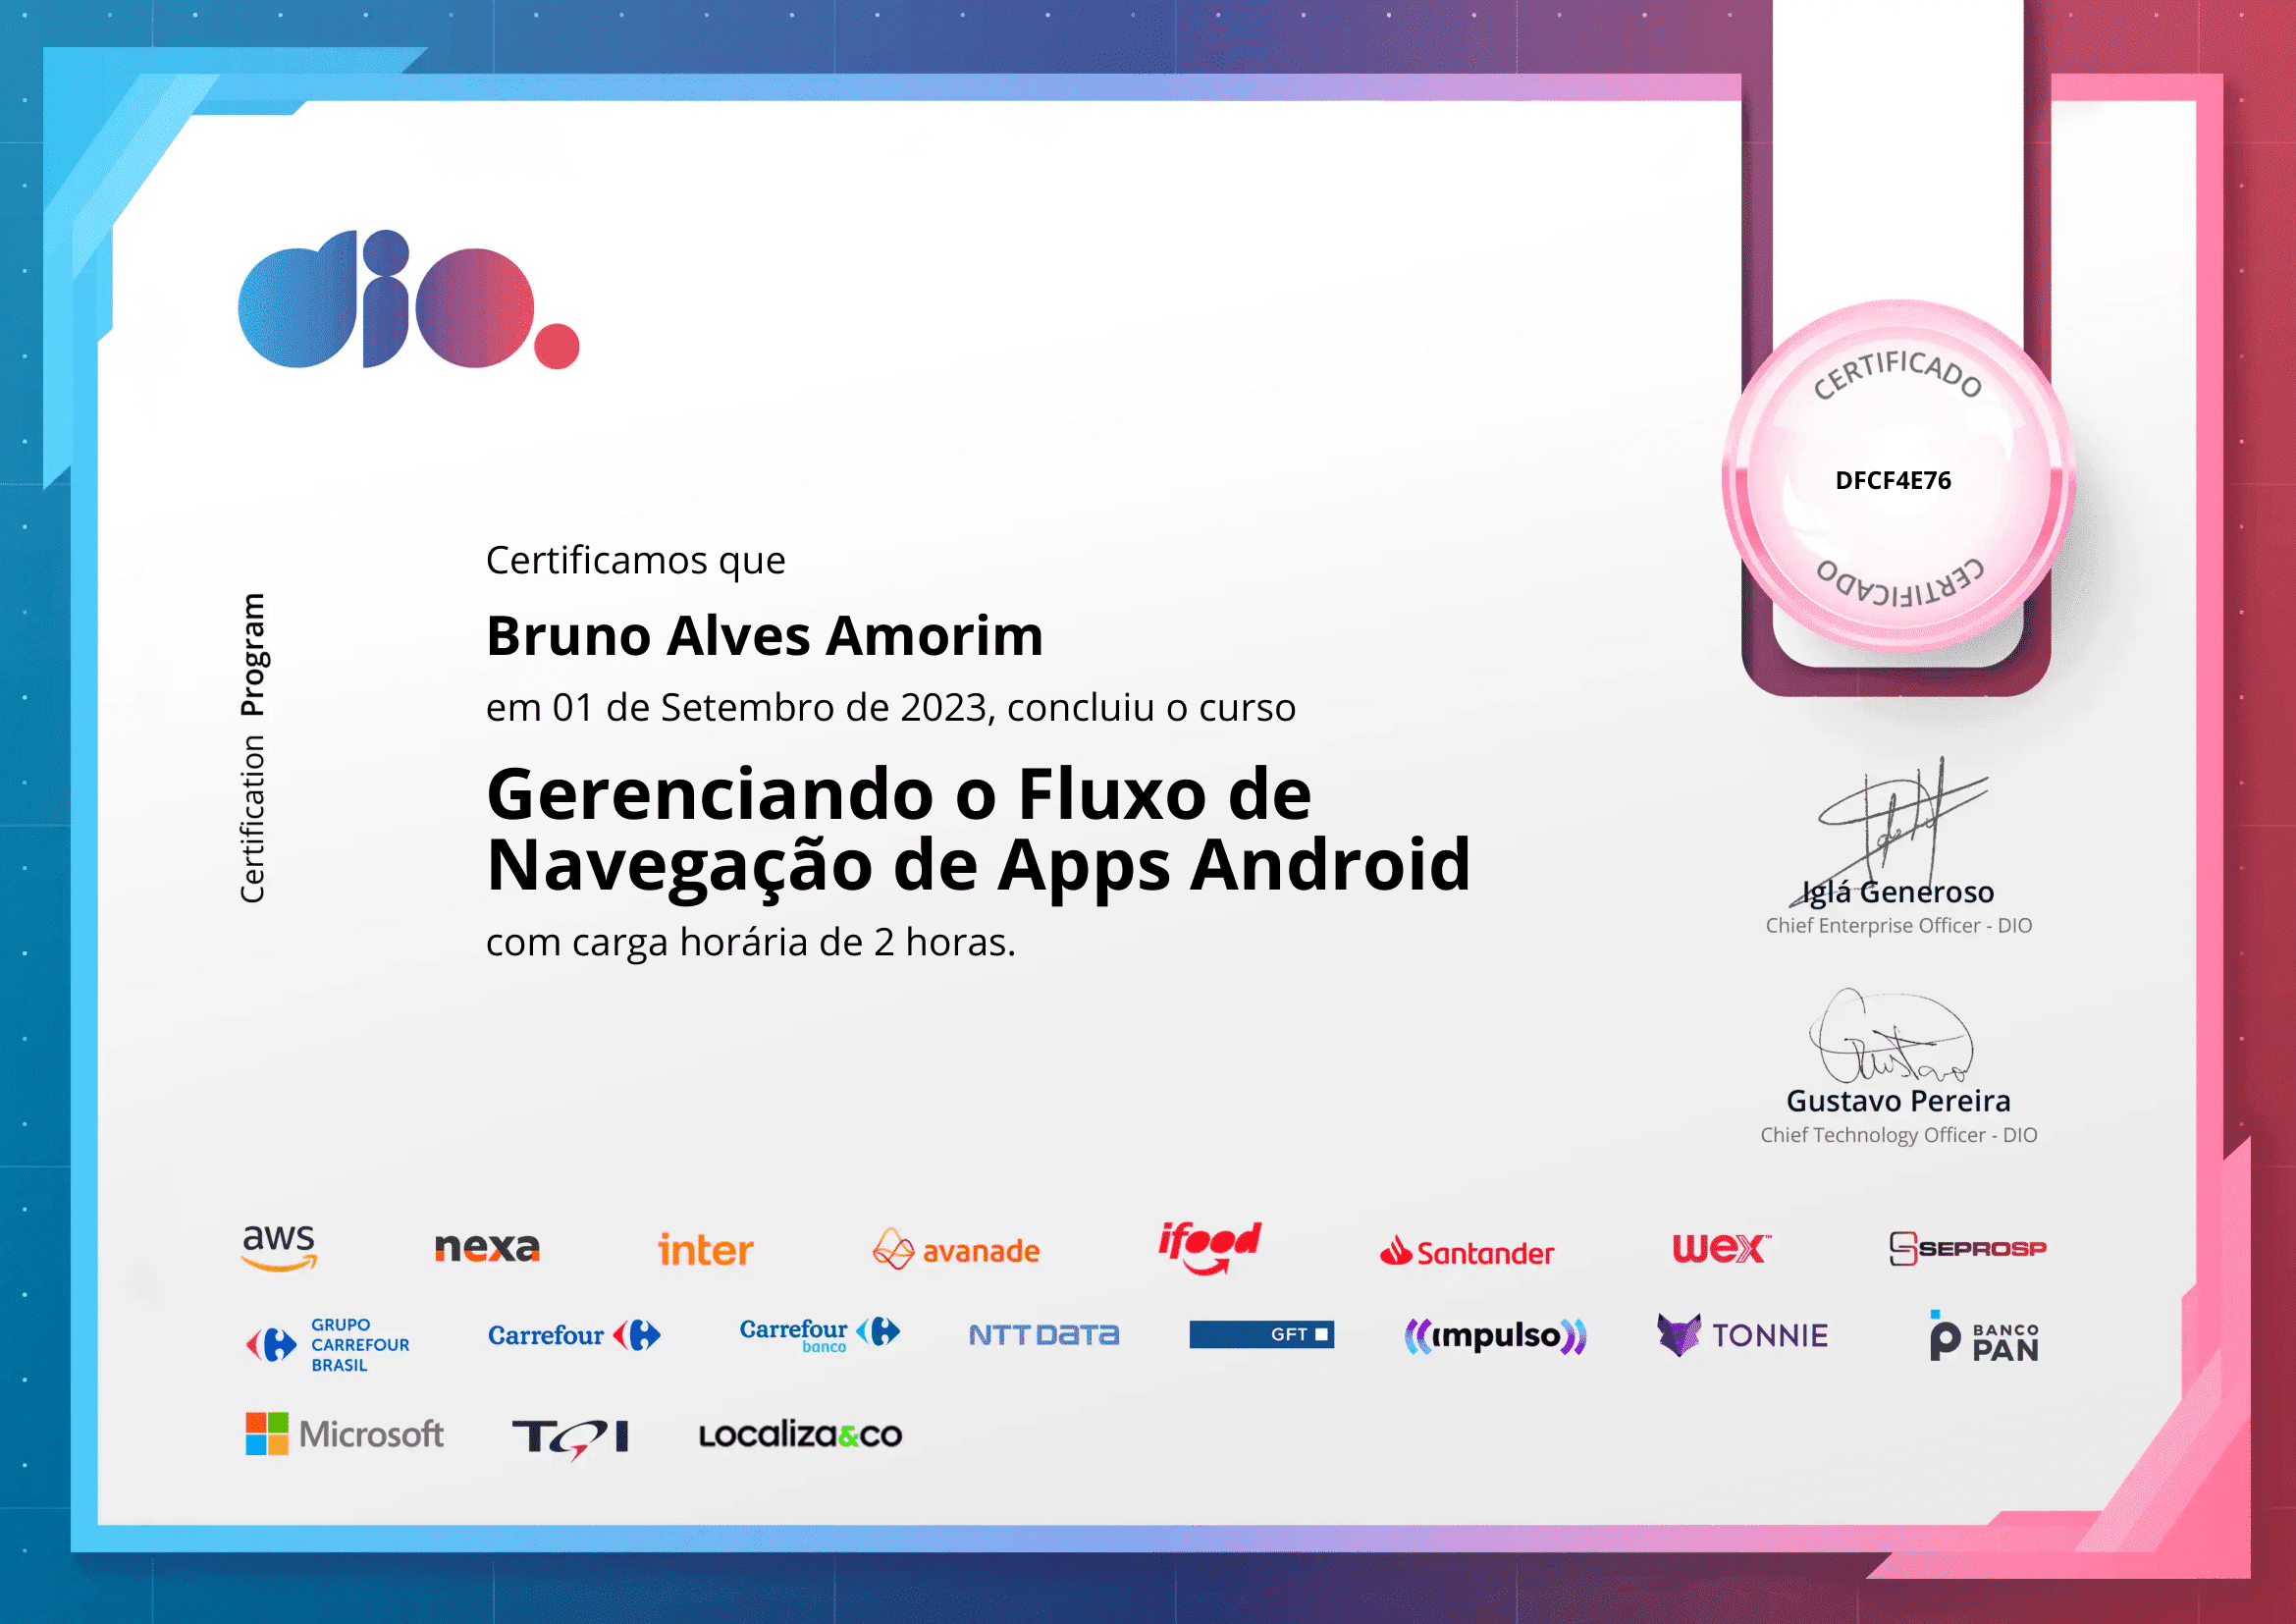 dio.
CERTIFICADO
DFCF4E76
CERTIFICADO
Certification Program
Certificamos que
Bruno Alves Amorim
em 01 de Setembro de 2023, concluiu o curso
Gerenciando o Fluxo de
Navegação de Apps Android
com carga horária de 2 horas.
Iglá Generoso
Chief Enterprise Officer - DIO
Gustavo
Gustavo Pereira
Chief Technology Officer - DIO
aws nexa inter avanade ifood Santander wex™ SEPROSP
GRUPO
CARREFOUR
BRASIL
Carrefour
Carrefour
banco
NTT DATA
GFT
impulso
TONNIE
BANCO
PAN
Microsoft TQI Localiza&co